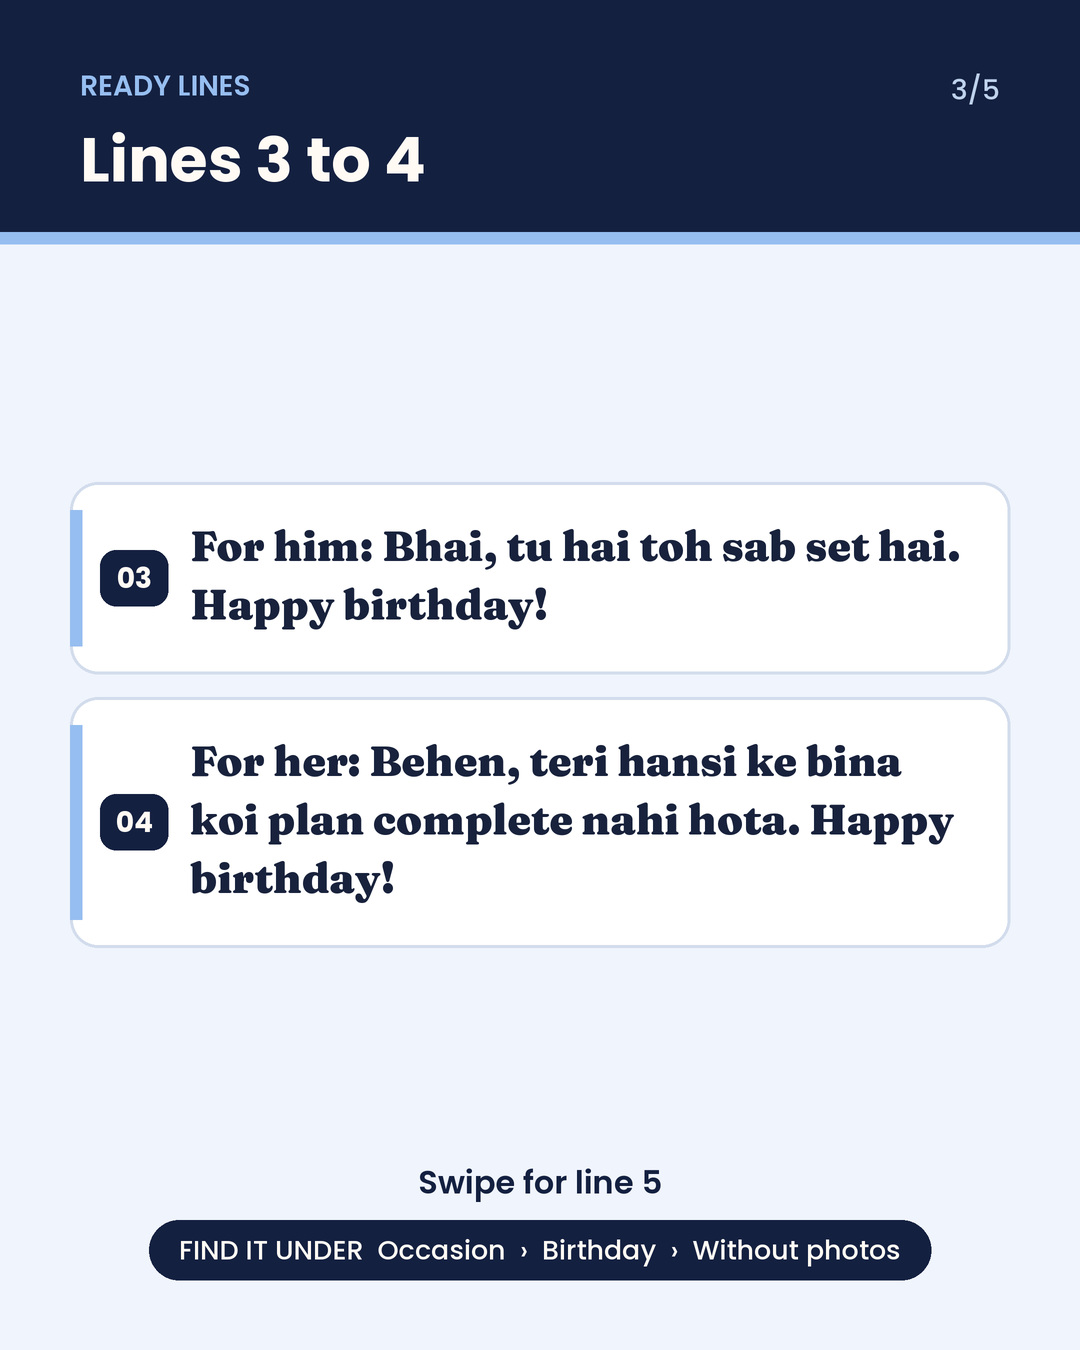 READY LINES
3/5
Lines 3 to 4
03
For him: Bhai, tu hai toh sab set hai.
Happy birthday!
04
For her: Behen, teri hansi ke bina
koi plan complete nahi hota. Happy
birthday!
Swipe for line 5
FIND IT UNDER Occasion › Birthday › Without photos